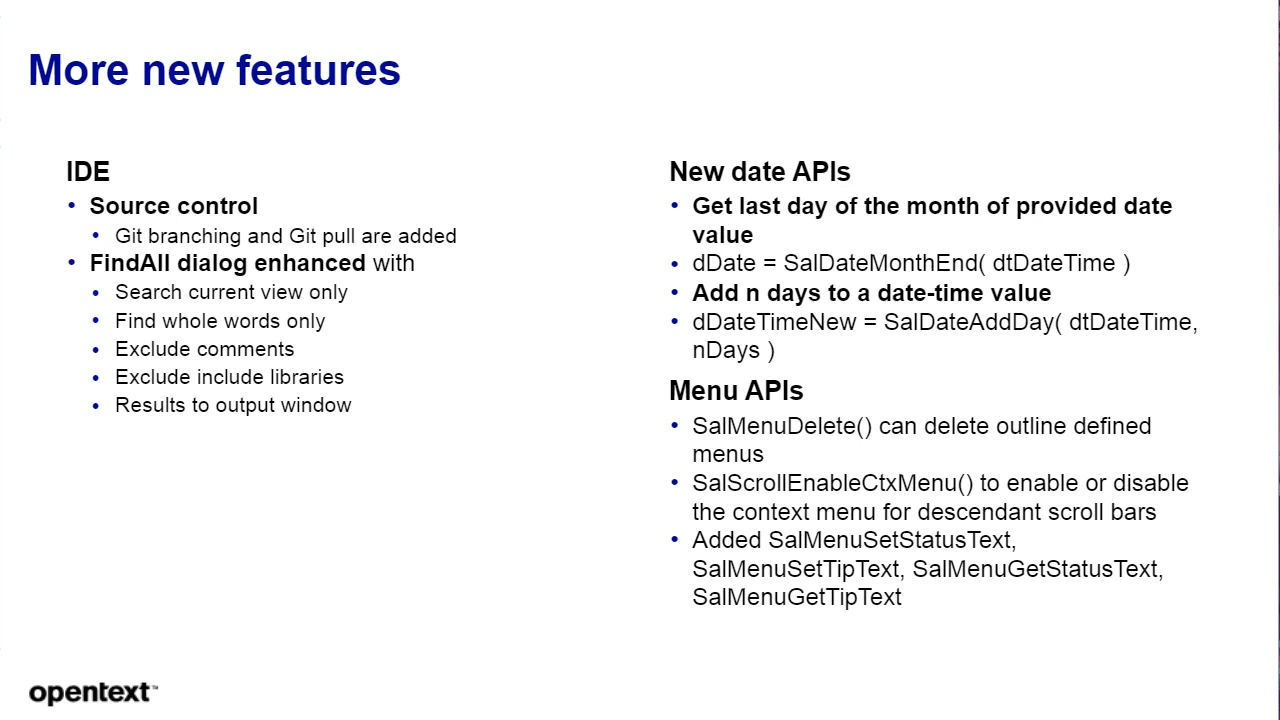 More new features
IDE
• Source control
• Git branching and Git pull are added
• FindAll dialog enhanced with
• Search current view only
• Find whole words only
• Exclude comments
• Exclude include libraries
• Results to output window
New date APIs
• Get last day of the month of provided date
value
• dDate = SalDateMonthEnd( dtDateTime )
• Add n days to a date-time value
• dDateTimeNew = SalDateAddDay( dtDateTime,
nDays )
Menu APIs
• SalMenuDelete() can delete outline defined
menus
• SalScrollEnableCtxMenu() to enable or disable
the context menu for descendant scroll bars
• Added SalMenuSetStatusText,
SalMenuSetTipText, SalMenuGetStatusText,
SalMenuGetTipText
opentext™